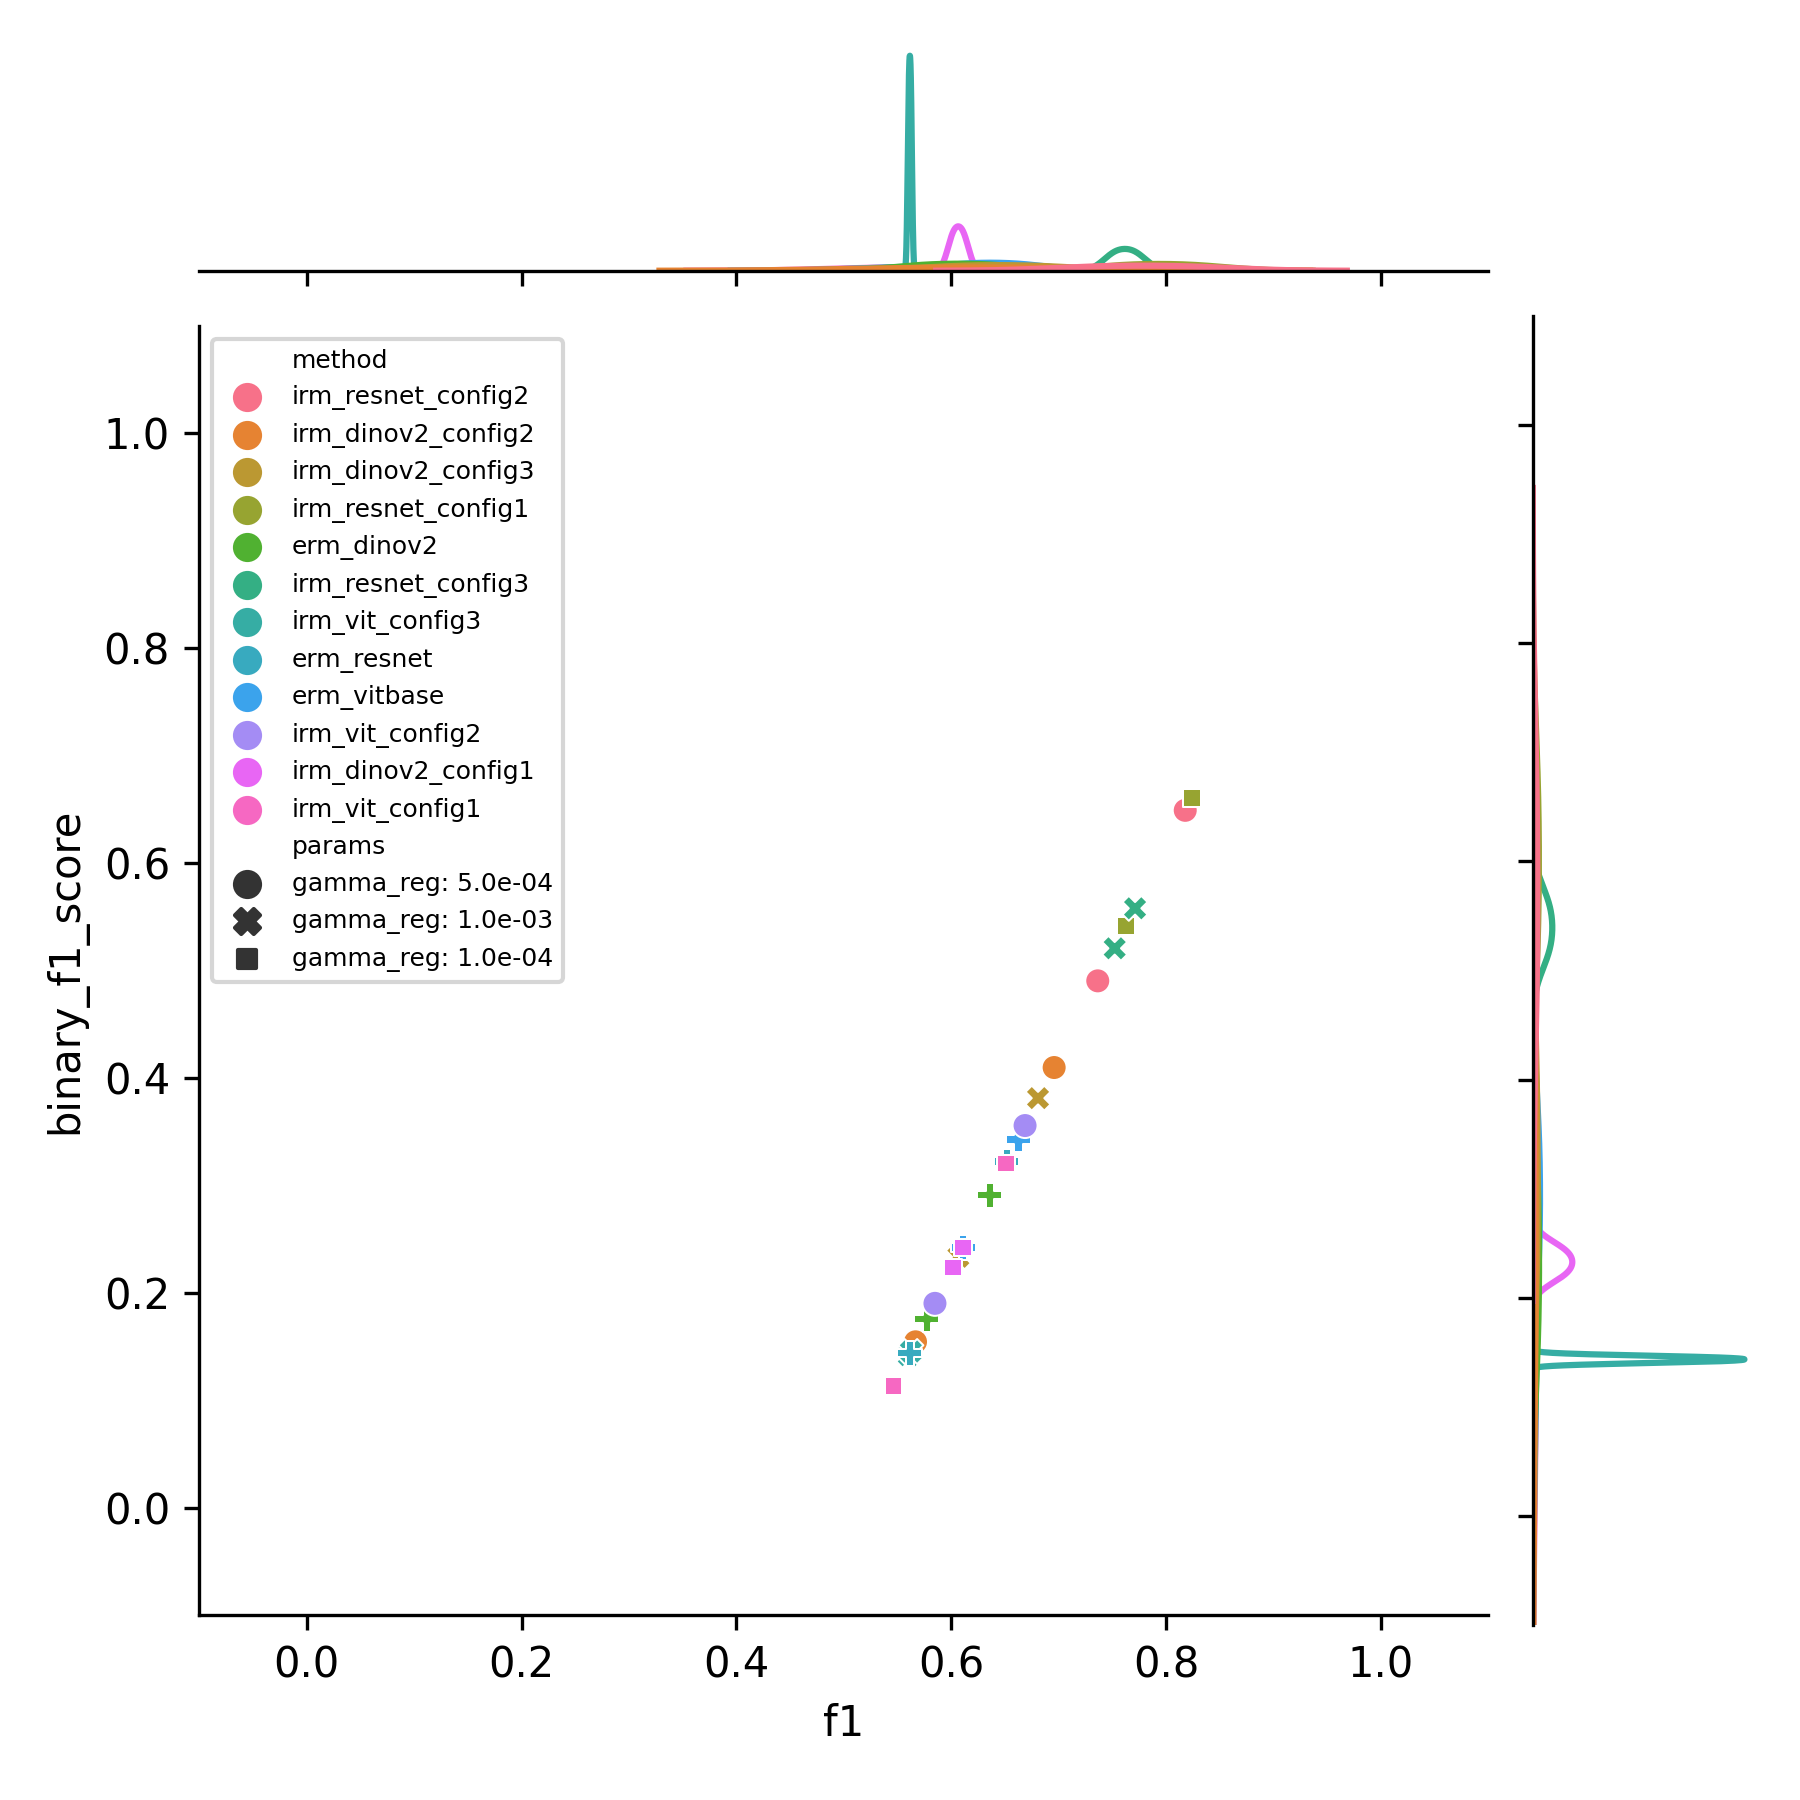 method
irm_resnet_config2
irm_dinov2_config2
irm_dinov2_config3
irm_resnet_config1
erm_dinov2
irm_resnet_config3
irm_vit_config3
erm_resnet
erm_vitbase
irm_vit_config2
irm_dinov2_config1
irm_vit_config1
params
gamma_reg: 5.0e-04
gamma_reg: 1.0e-03
gamma_reg: 1.0e-04
binary_f1_score
1.0
0.8
0.6
0.4
0.2
0.0
0.0 0.2 0.4 0.6 0.8 1.0
f1